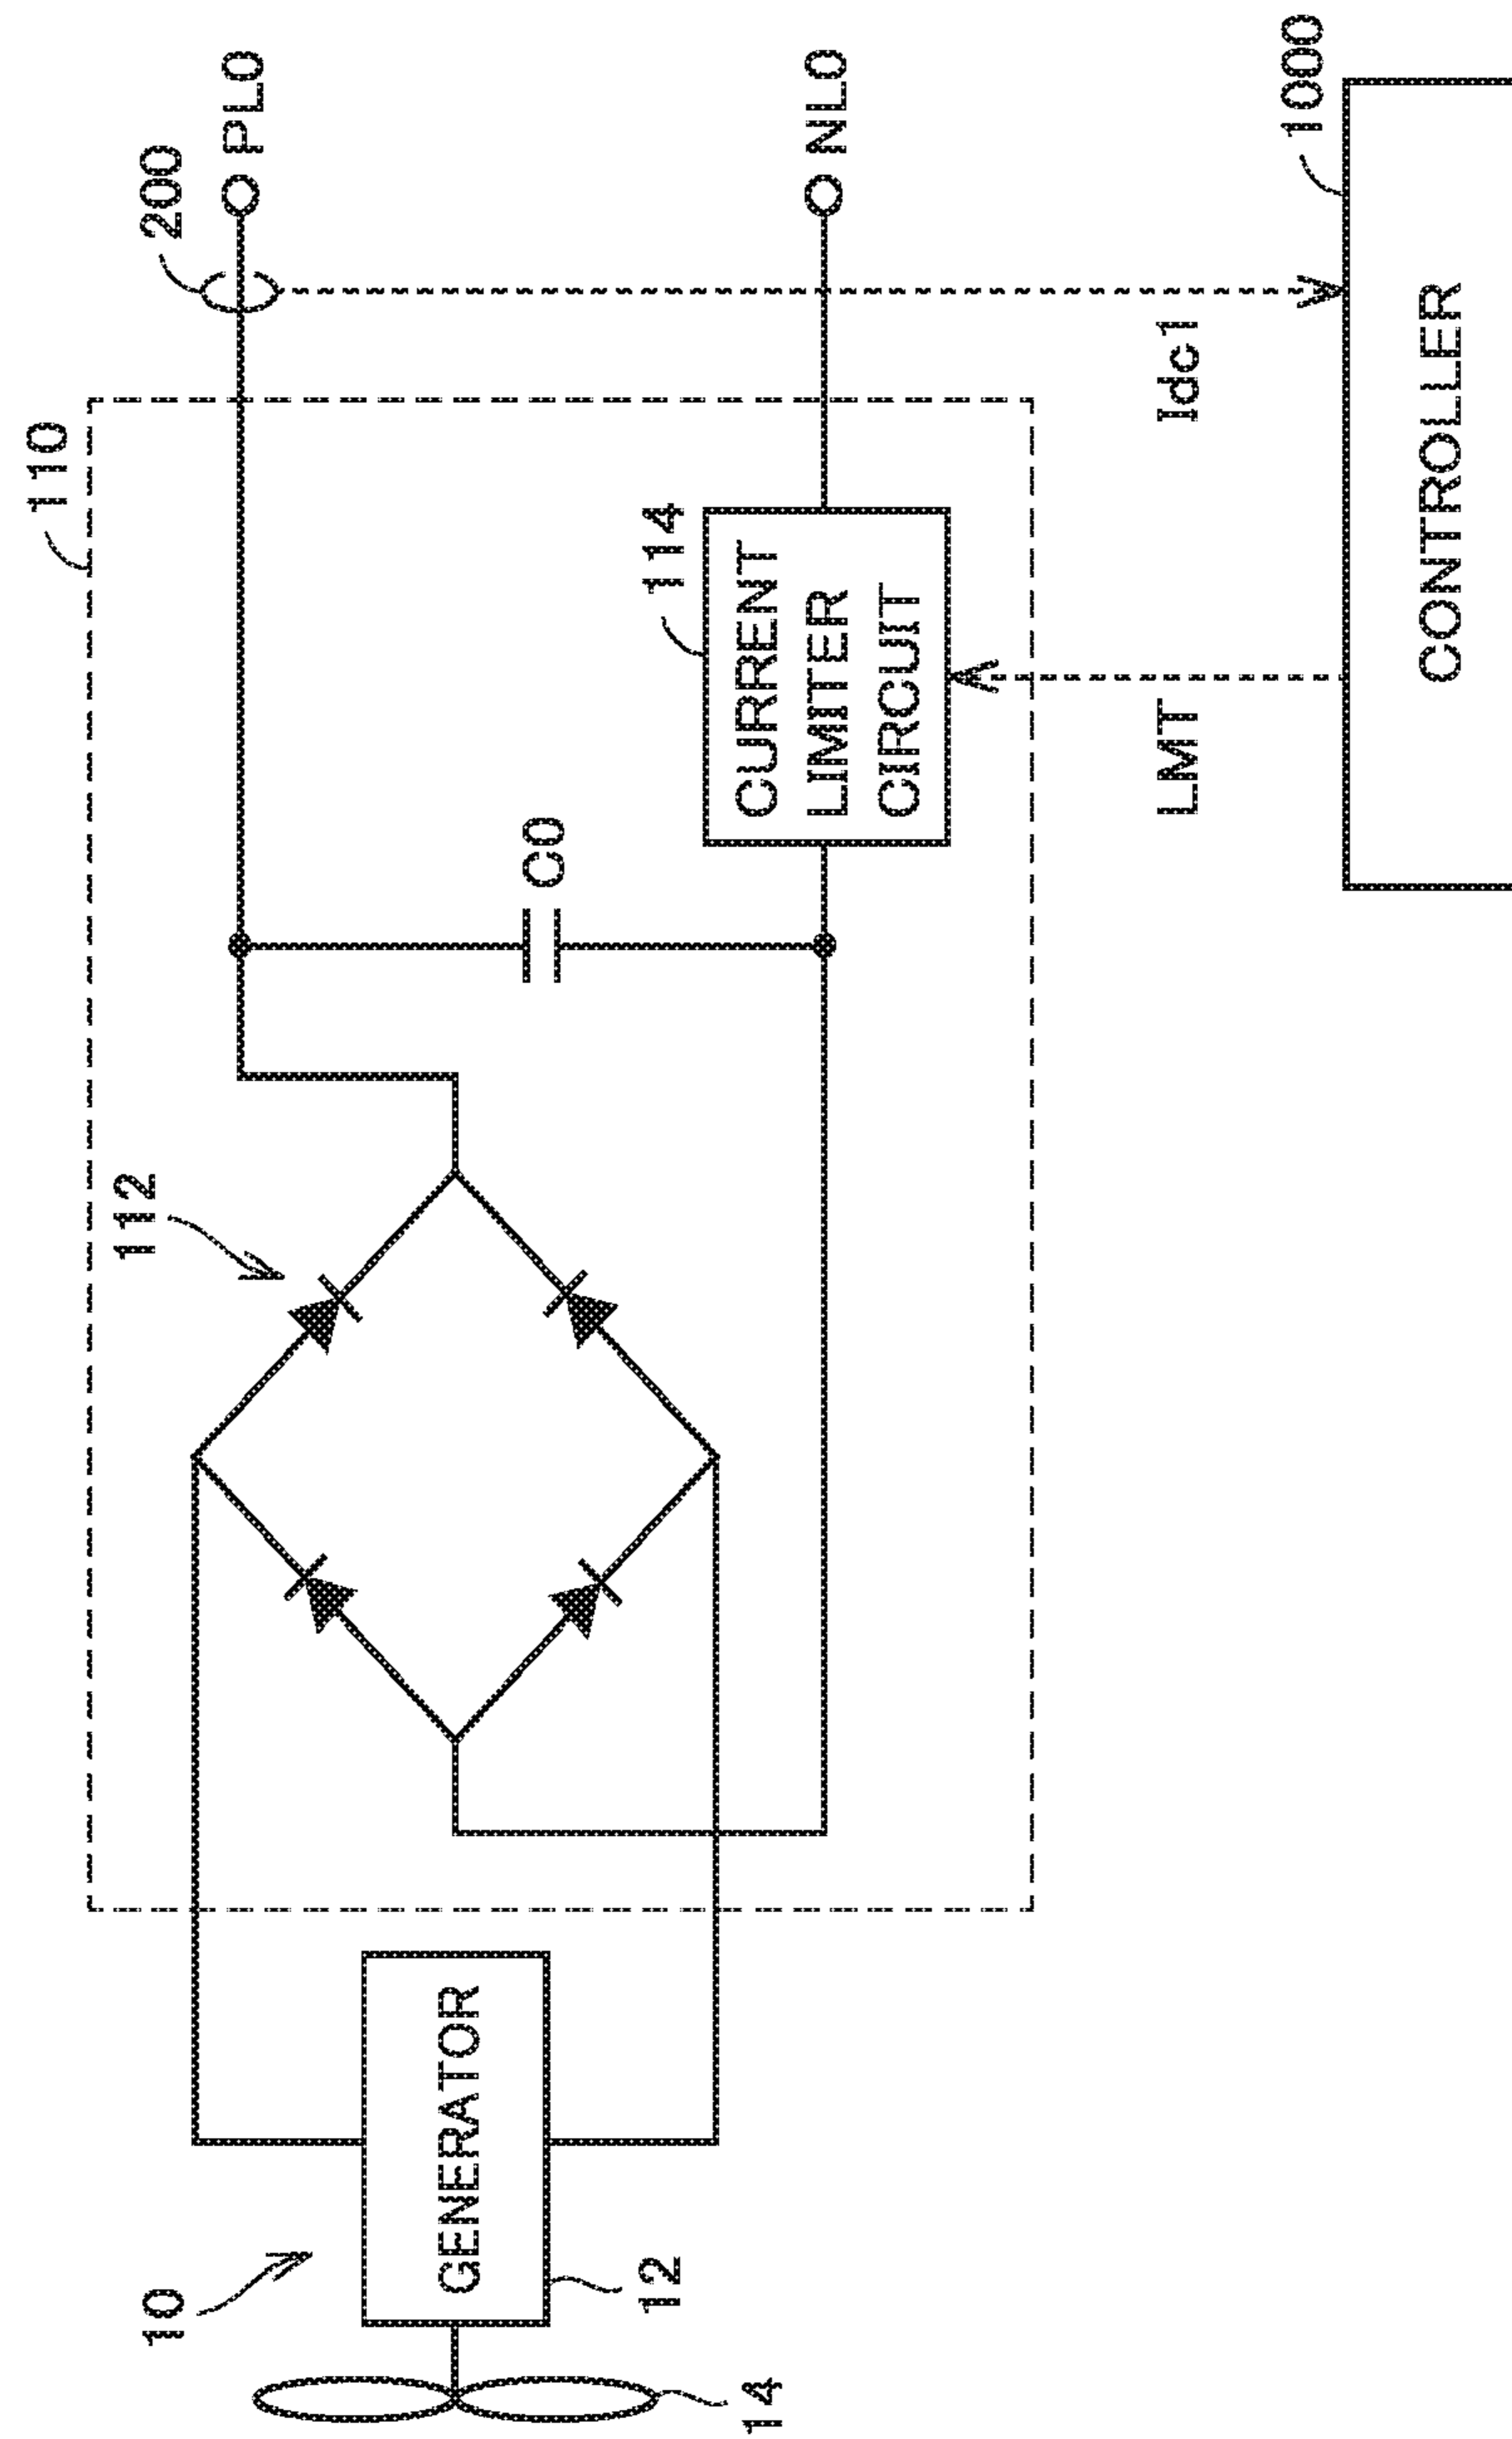 110
200
PL0
112
C0
114
CURRENT
LIMITER
CIRCUIT
NL0
10
GENERATOR
12
14
LMT
Idc1
1000
CONTROLLER